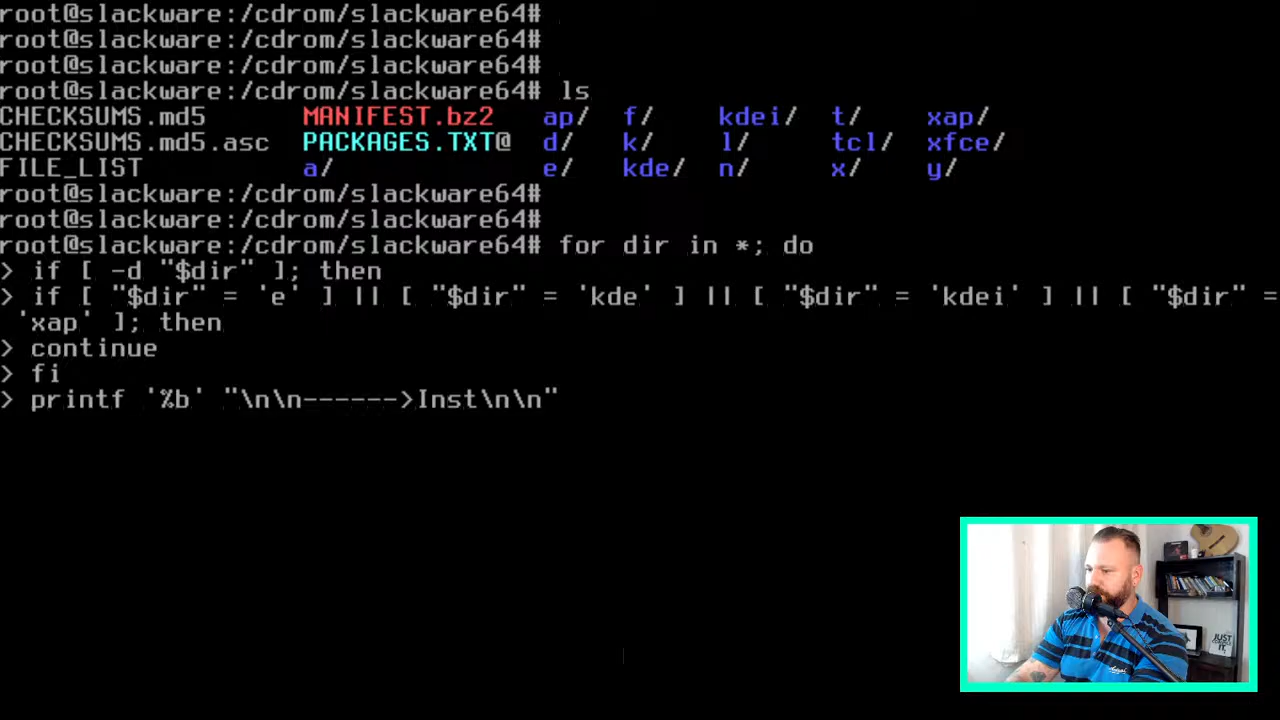 root@slackware:/cdrom/slackware64#
root@slackware:/cdrom/slackware64#
root@slackware:/cdrom/slackware64#
root@slackware:/cdrom/slackware64# ls
CHECKSUMS.md5 MANIFEST.bz2 ap/ f/ kdei/ t/ xap/
CHECKSUMS.md5.asc PACKAGES.TXT@ d/ k/ l/ tcl/ xfce/
FILE_LIST a/ e/ kde/ n/ x/ y/
root@slackware:/cdrom/slackware64#
root@slackware:/cdrom/slackware64#
root@slackware:/cdrom/slackware64# for dir in *; do
> if [ -d "$dir" ]; then
> if [ "$dir" = 'e' ] || [ "$dir" = 'kde' ] || [ "$dir" = 'kdei' ] || [ "$dir" =
'xap' ]; then
> continue
> fi
> printf '%b' "\n\n------>Inst\n\n"
JUST
IT.